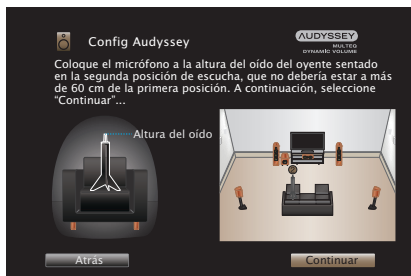 Config Audyssey
AUDYSSEY
MULTEQ
DYNAMIC VOLUME
Coloque el micrófono a la altura del oído del oyente sentado
en la segunda posición de escucha, que no debería estar a más
de 60 cm de la primera posición. A continuación, seleccione
“Continuar”...
Altura del oído
Atrás
Continuar